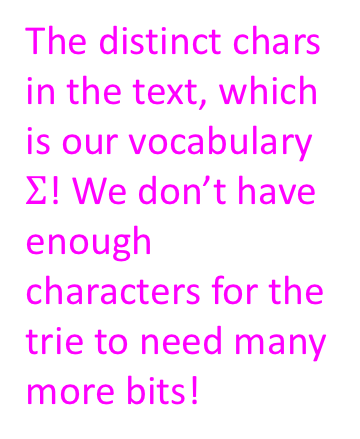 The distinct chars
in the text, which
is our vocabulary
Σ! We don’t have
enough
characters for the
trie to need many
more bits!